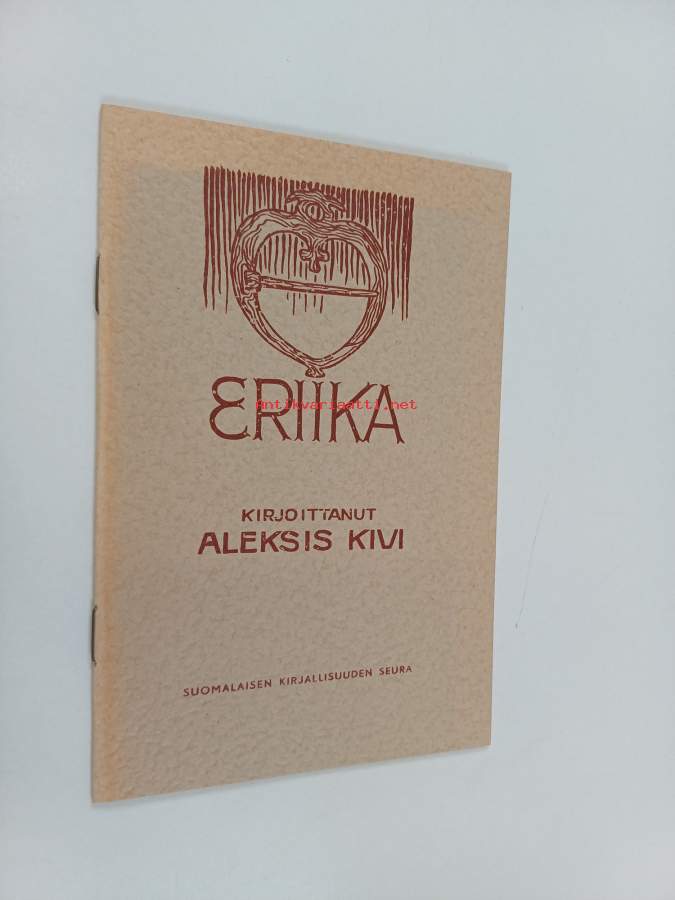 ERIIKA
Antikvariaatti.net
KIRJOITTANUT
ALEKSIS KIVI
SUOMALAISEN KIRJALLISUUDEN SEURA